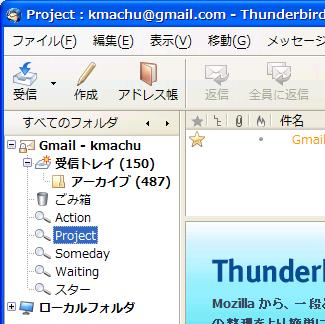 Project : kmachu@gmail.com - Thunderbird
ファイル(F) 編集(E) 表示(V) 移動(G) メッセージ
受信 作成 アドレス帳 返信 全員に返信
すべてのフォルダ 件名
Gmail - kmachu
Gmai
受信トレイ (150)
アーカイブ (487)
ごみ箱
Action
Project
Someday
Waiting
スター
ローカルフォルダ
Thunderb
Mozilla から、一段と